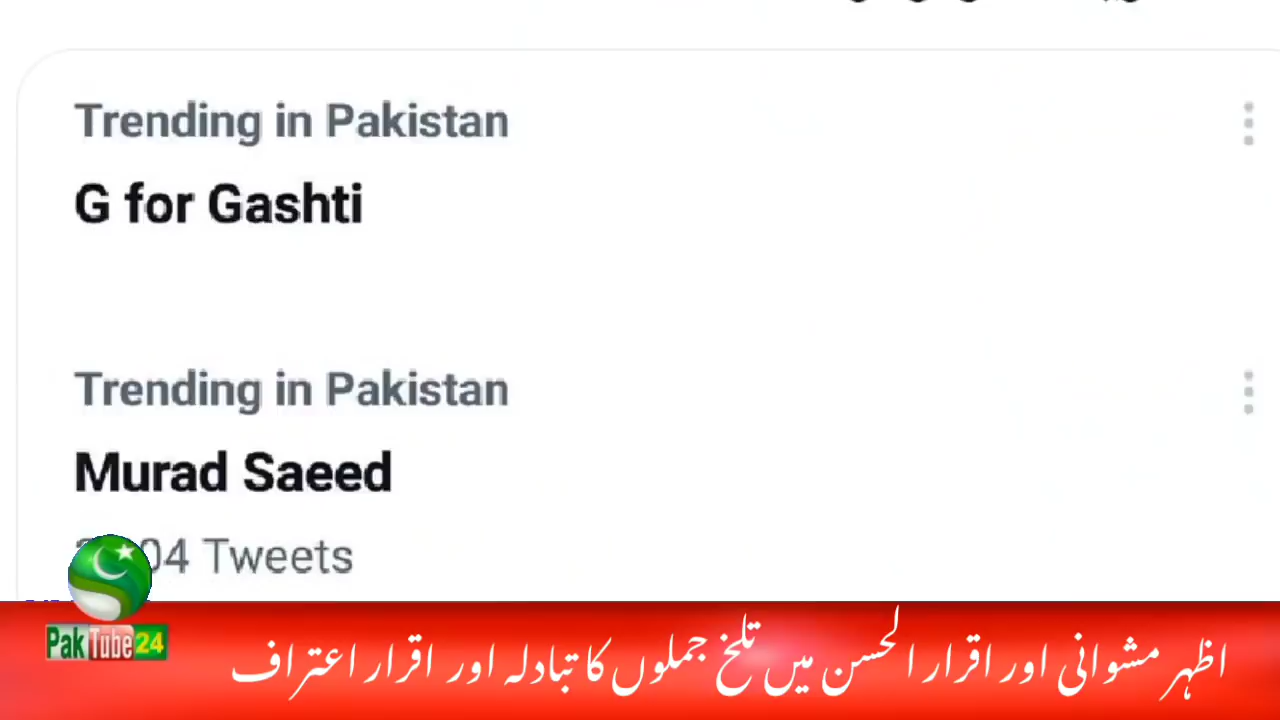 Trending in Pakistan
G for Gashti
Trending in Pakistan
Murad Saeed
04 Tweets
PakTube24
اظہر مشوانی اور اقرار الحسن میں تلخ جملوں کا تبادلہ اور اقرار اعتراف